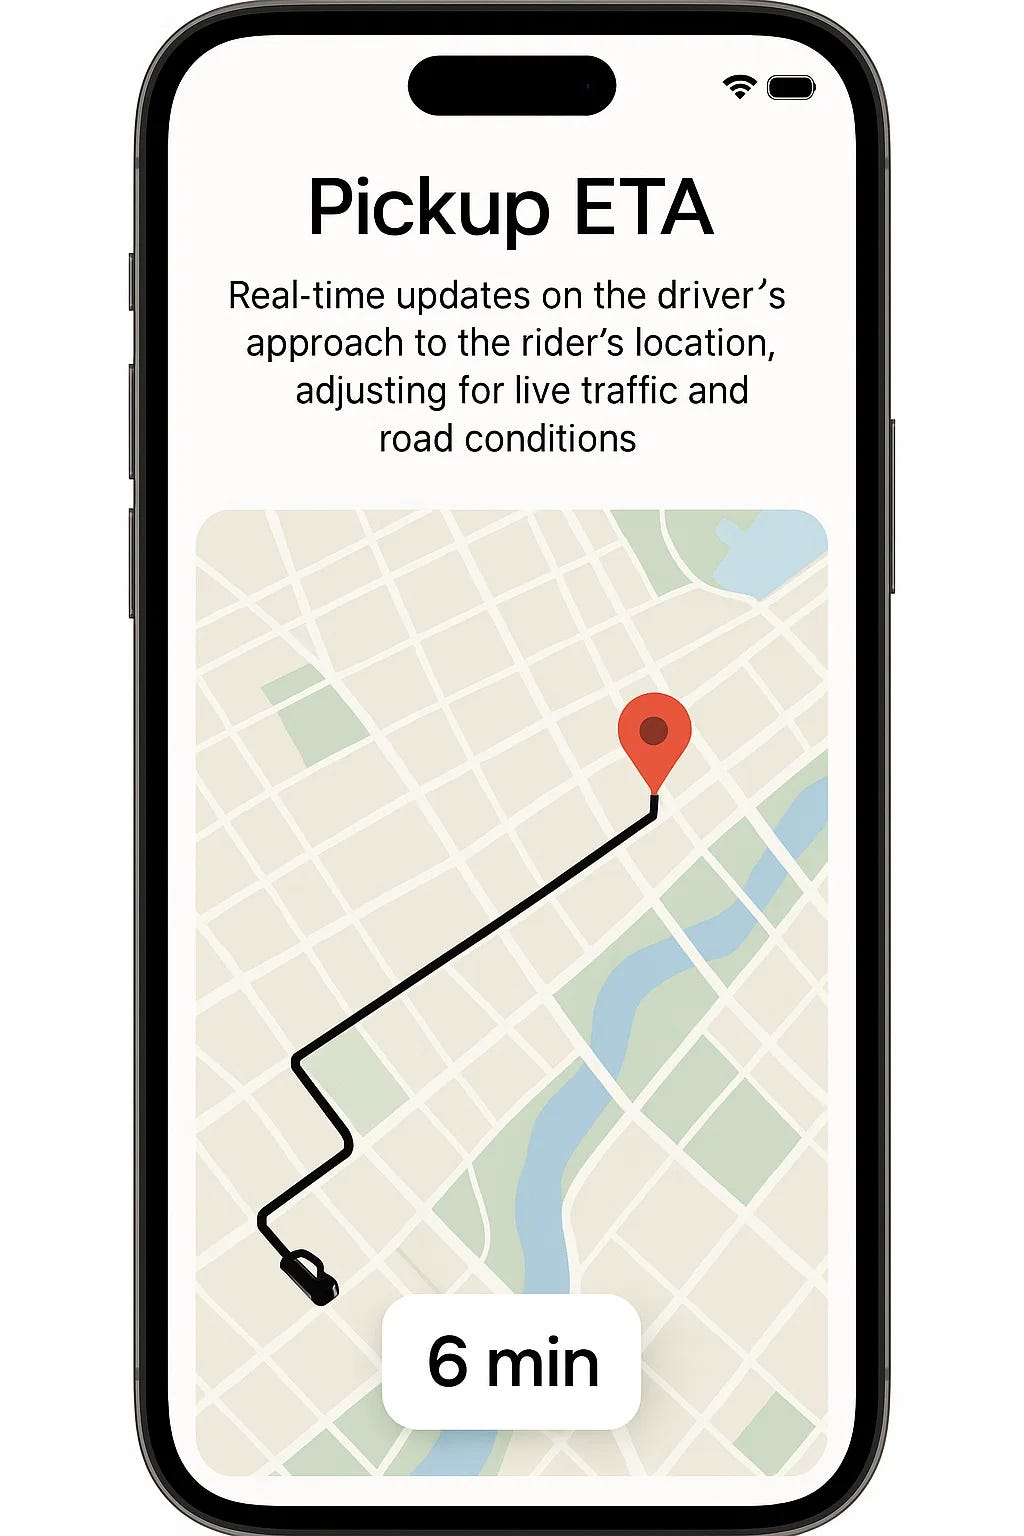 Pickup ETA
Real-time updates on the driver’s
approach to the rider’s location,
adjusting for live traffic and
road conditions
6 min